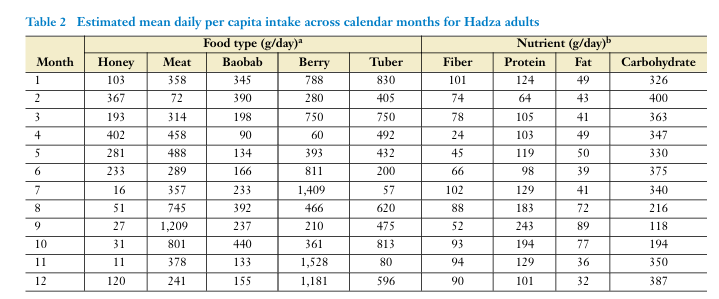 Table 2 Estimated mean daily per capita intake across calendar months for Hadza adults
Food type (g/day)a Nutrient (g/day)b
Month Honey Meat Baobab Berry Tuber Fiber Protein Fat Carbohydrate
1 103 358 345 788 830 101 124 49 326
2 367 72 390 280 405 74 64 43 400
3 193 314 198 750 750 78 105 41 363
4 402 458 90 60 492 24 103 49 347
5 281 488 134 393 432 45 119 50 330
6 233 289 166 811 200 66 98 39 375
7 16 357 233 1,409 57 102 129 41 340
8 51 745 392 466 620 88 183 72 216
9 27 1,209 237 210 475 52 243 89 118
10 31 801 440 361 813 93 194 77 194
11 11 378 133 1,528 80 94 129 36 350
12 120 241 155 1,181 596 90 101 32 387